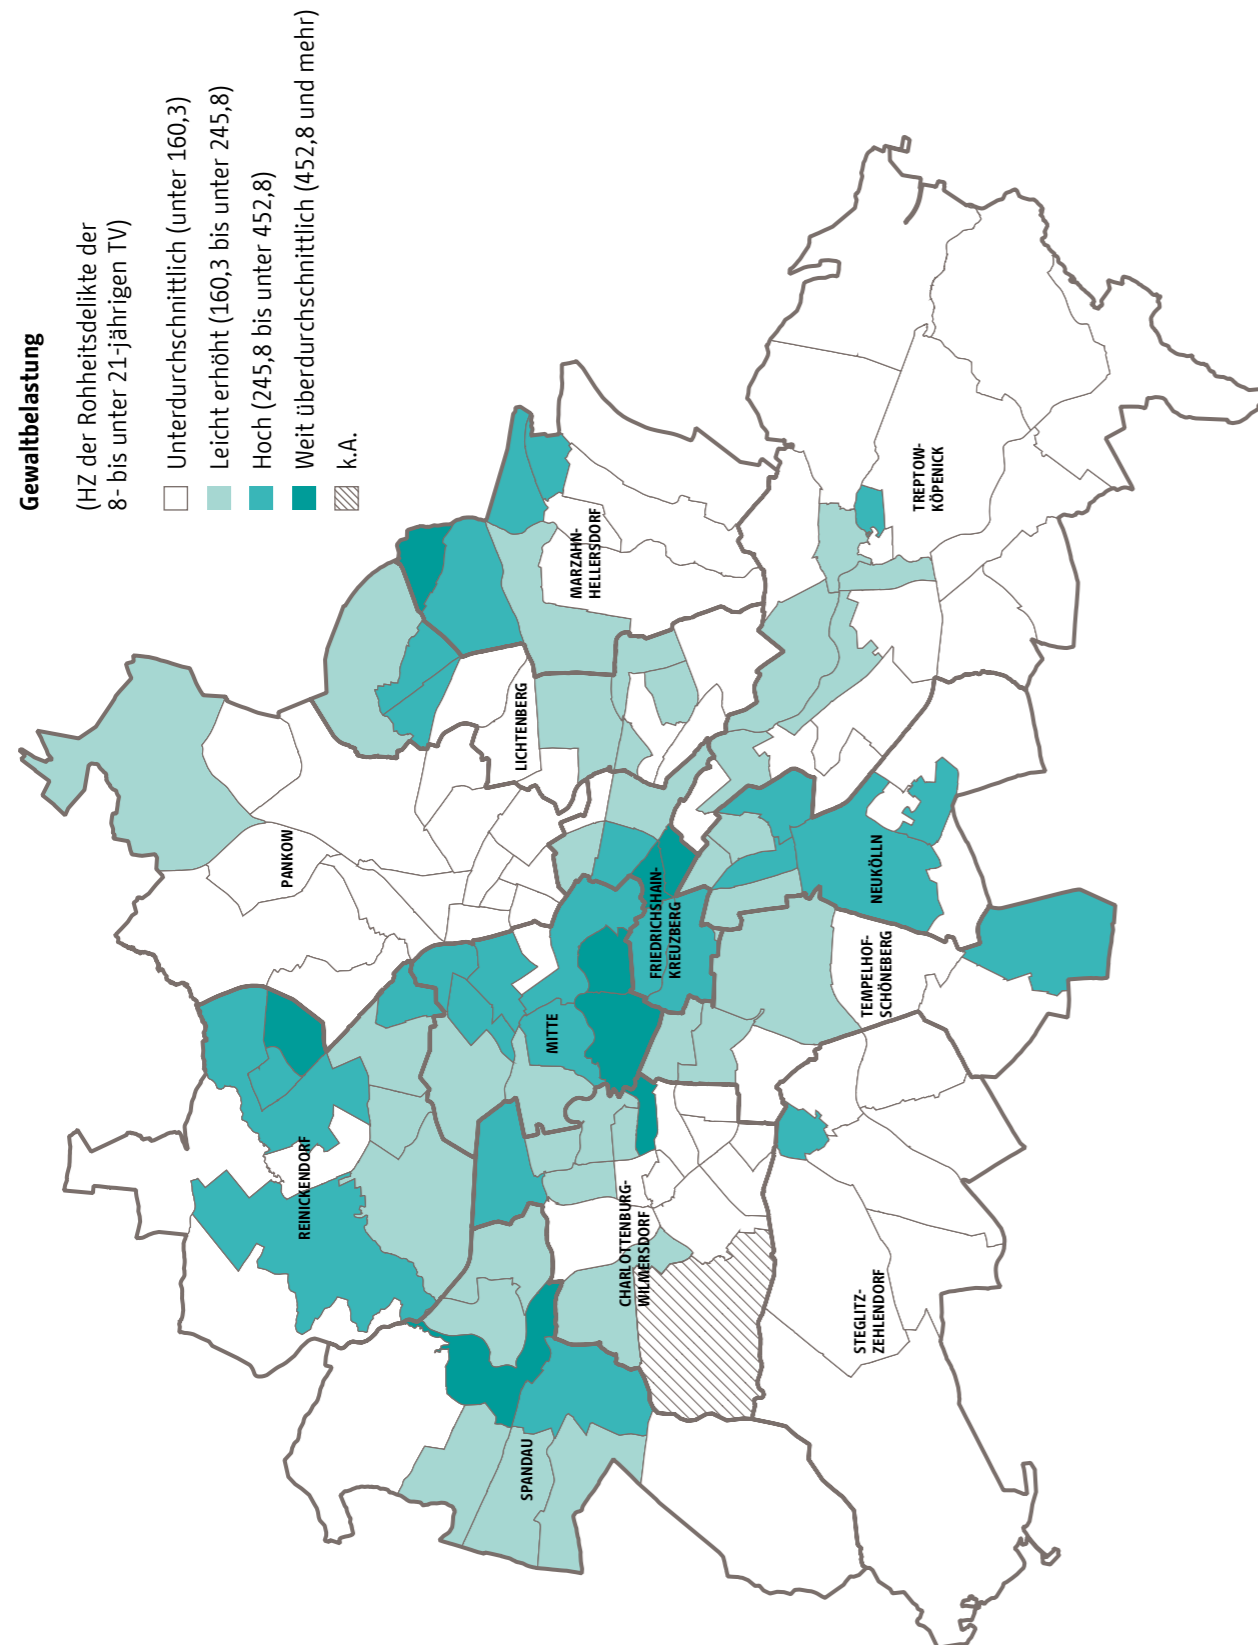 Gewaltbelastung
(HZ der Rohheitsdelikte der
8- bis unter 21-jährigen TV)
Unterdurchschnittlich (unter 160,3)
Leicht erhöht (160,3 bis unter 245,8)
Hoch (245,8 bis unter 452,8)
Weit überdurchschnittlich (452,8 und mehr)
k.A.
PANKOW
REINICKENDORF
LICHTENBERG
MARZAHN-
HELLERSDORF
MITTE
SPANDAU
FRIEDRICHSHAIN-
KREUZBERG
CHARLOTTENBURG-
WILMERSDORF
TREPTOW-
KÖPENICK
NEUKÖLLN
TEMPELHOF-
SCHÖNEBERG
STEGLITZ-
ZEHLENDORF